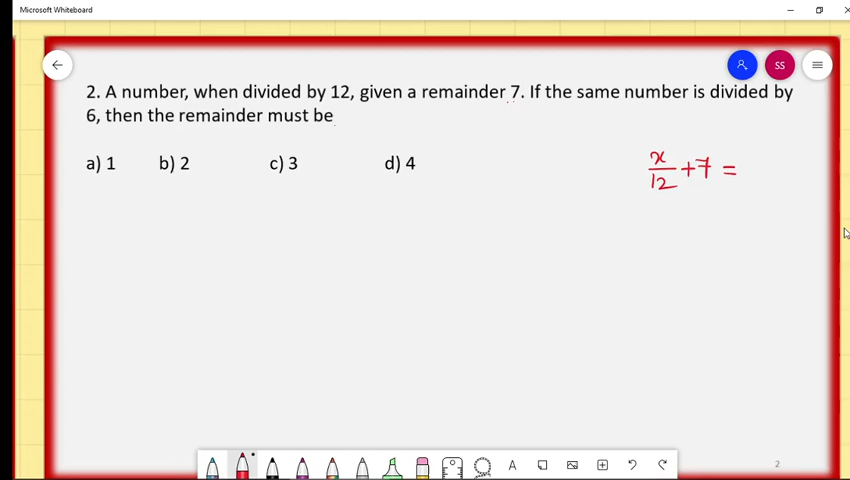 Microsoft Whiteboard
SS
2. A number, when divided by 12, given a remainder 7. If the same number is divided by
6, then the remainder must be
a) 1 b) 2 c) 3 d) 4
x/12 + 7 =
A
2